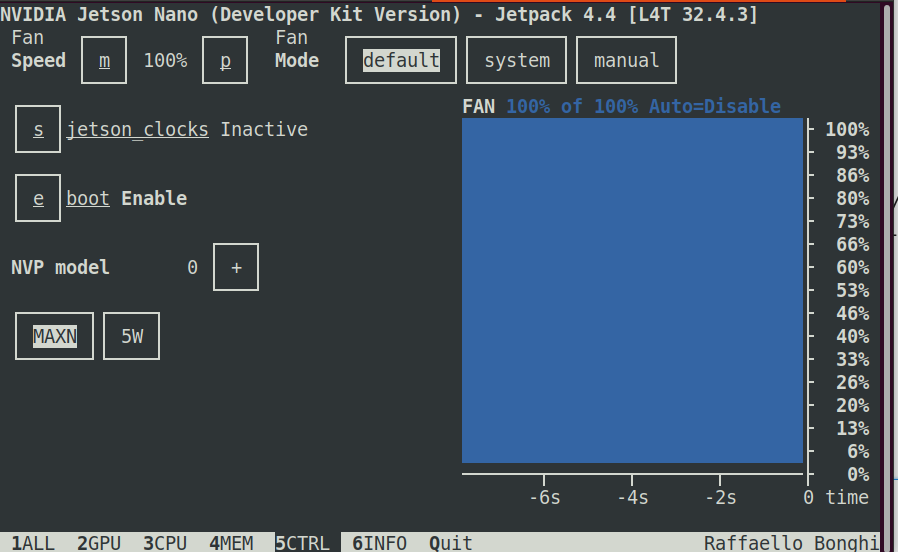 NVIDIA Jetson Nano (Developer Kit Version) - Jetpack 4.4 [L4T 32.4.3]
Fan Fan
Speed m 100% p Mode default system manual
FAN 100% of 100% Auto=Disable
s jetson_clocks Inactive
e boot Enable
NVP model 0 +
MAXN 5W
100%
93%
86%
80%
73%
66%
60%
53%
46%
40%
33%
26%
20%
13%
6%
0%
-6s -4s -2s 0 time
1ALL 2GPU 3CPU 4MEM 5CTRL 6INFO Quit Raffaello Bonghi